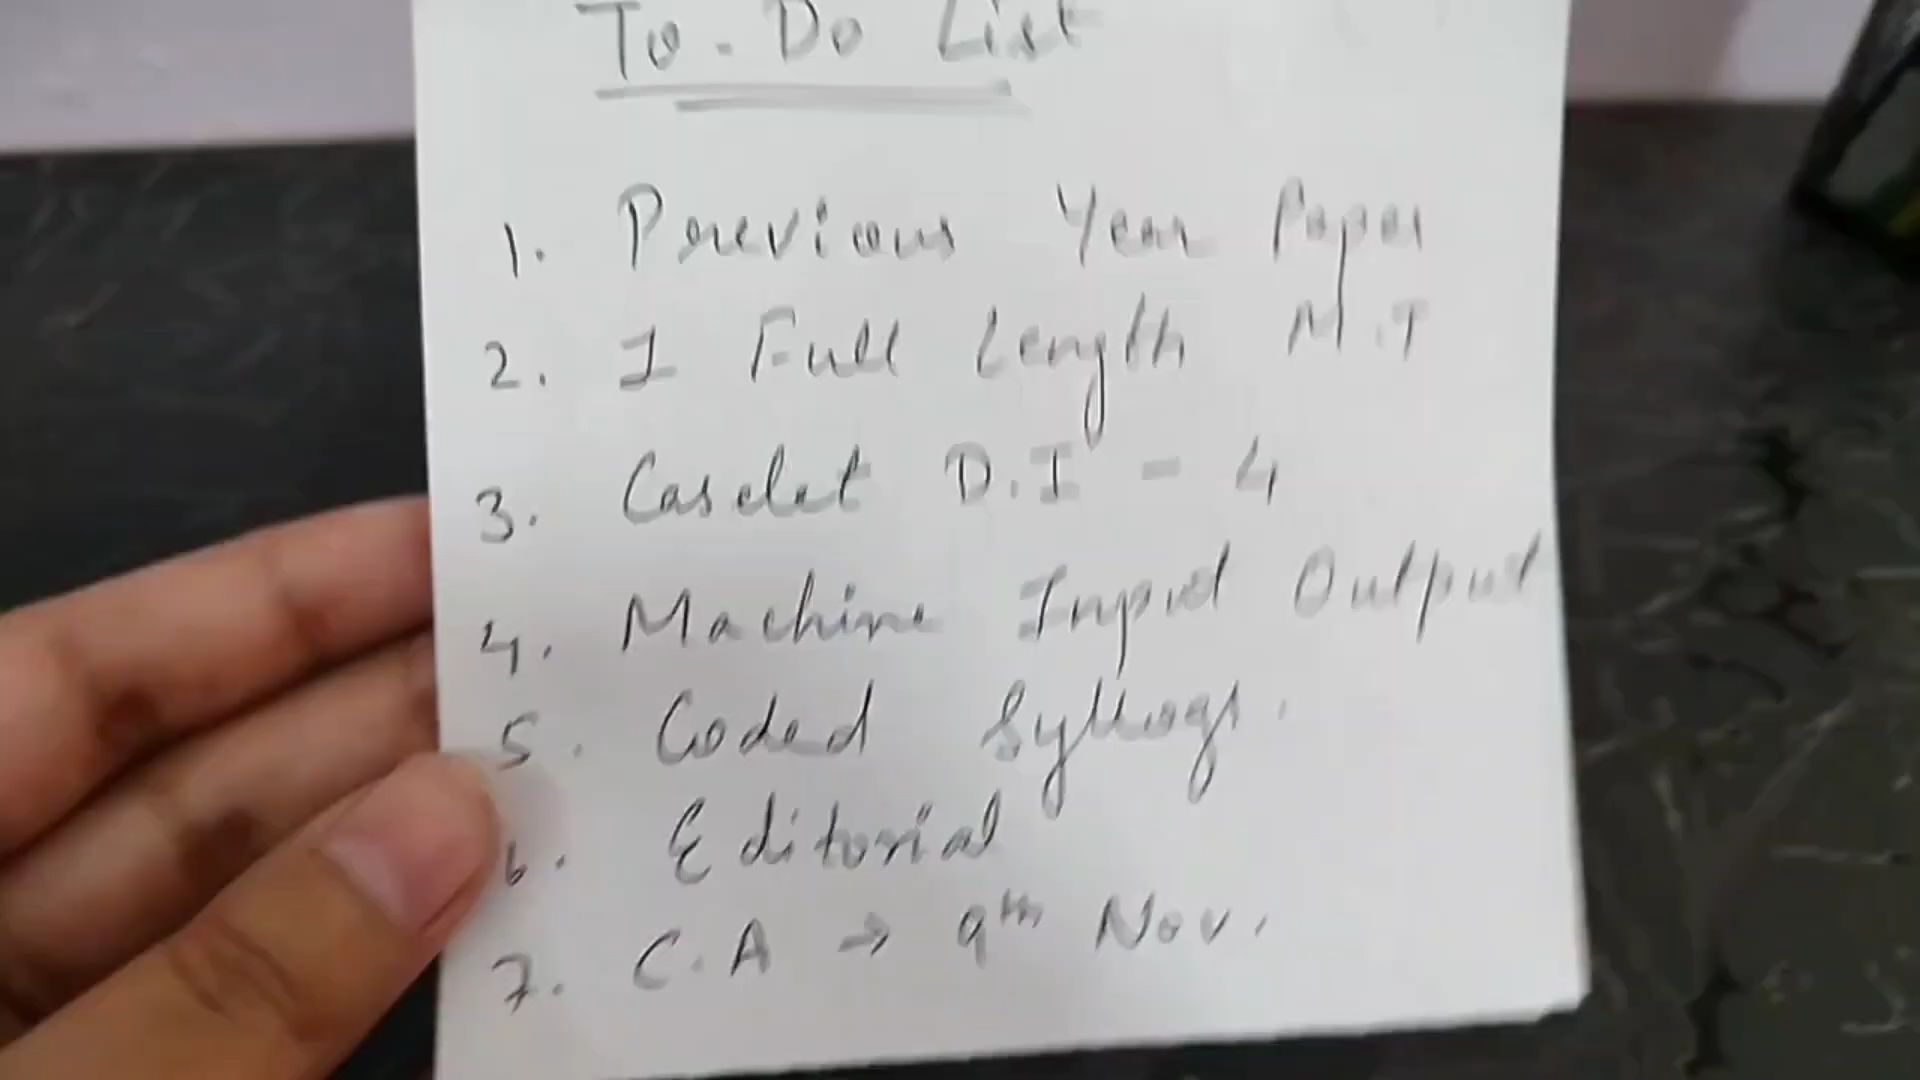 To-Do List
1. Previous Year Paper
2. 1 Full Length M.T
3. Caselet D.I - 4
4. Machine Input Output
5. Coded Syllogs.
6. Editorial
7. C.A → 9th Nov.